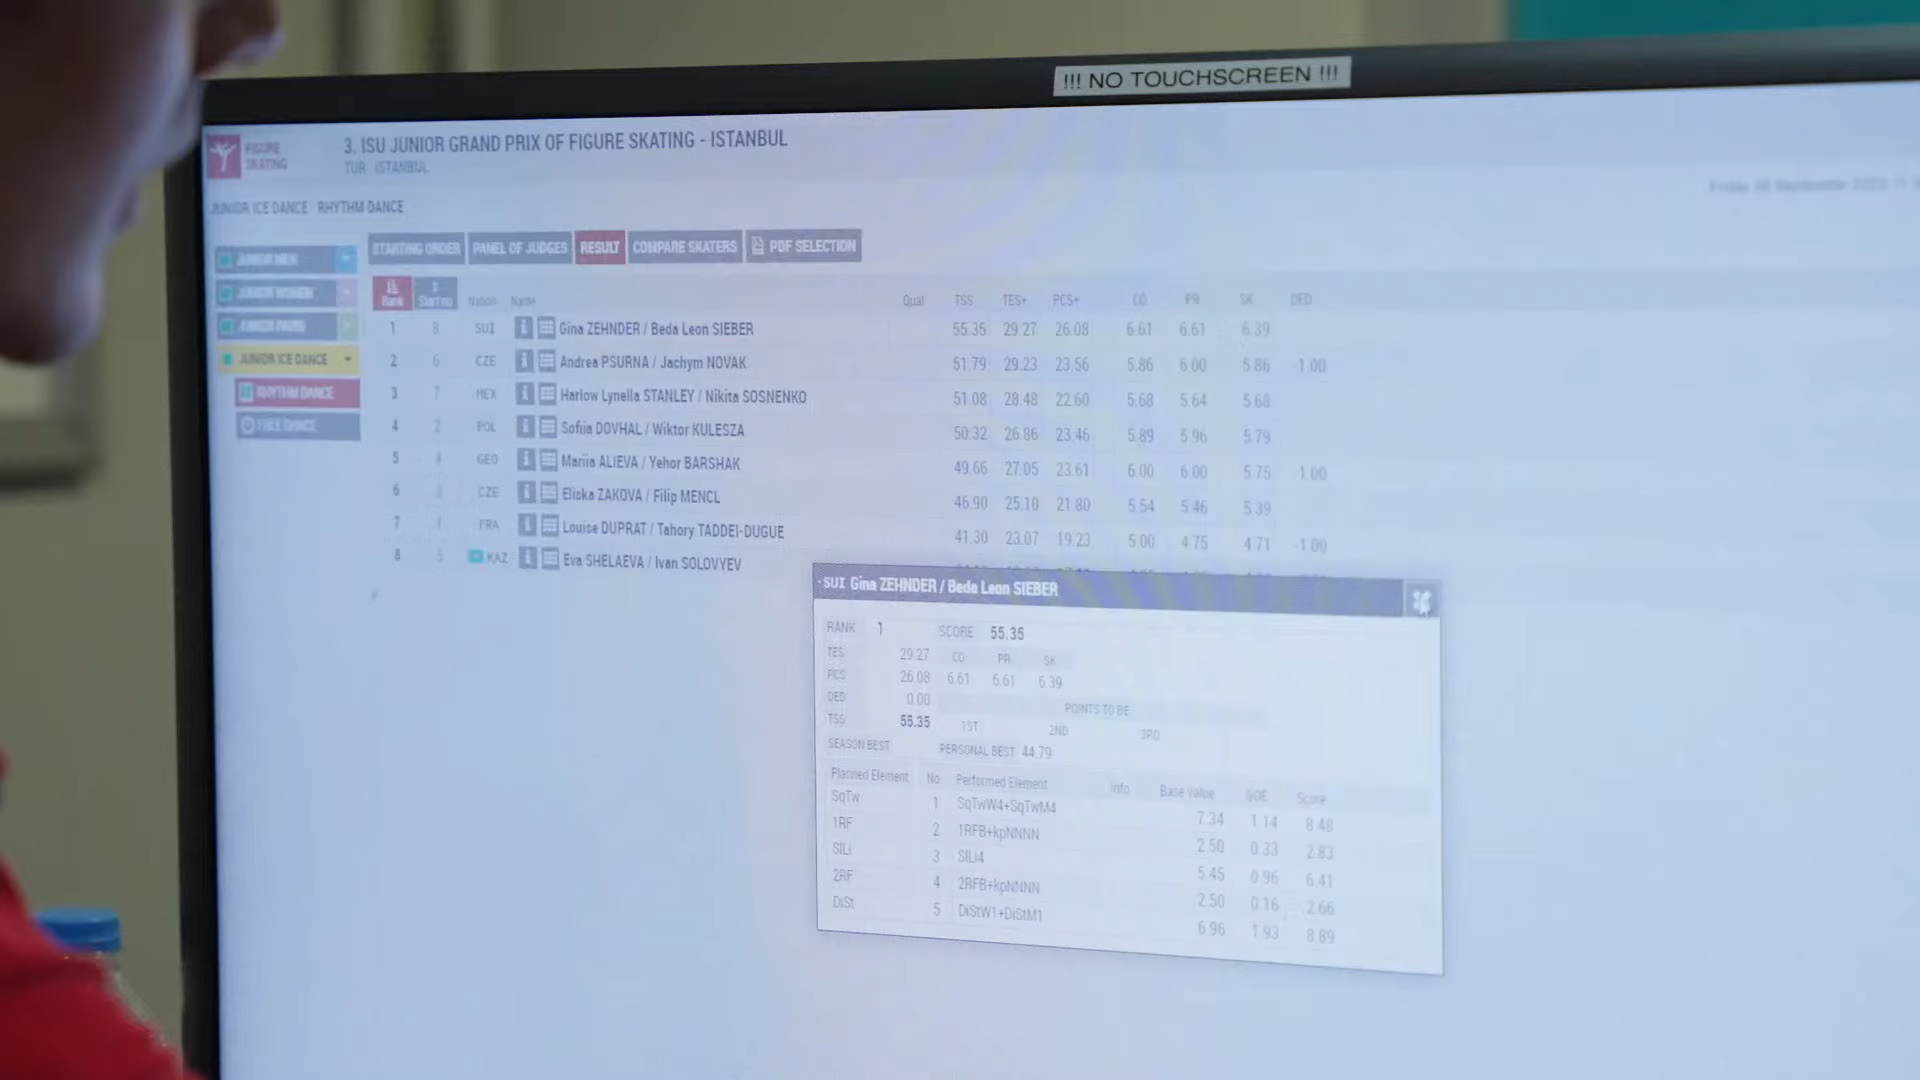 !!! NO TOUCHSCREEN !!!
FIGURE SKATING
3. ISU JUNIOR GRAND PRIX OF FIGURE SKATING - ISTANBUL
TUR ISTANBUL
JUNIOR ICE DANCE RHYTHM DANCE
STARTING ORDER PANEL OF JUDGES RESULT COMPARE SKATERS PDF SELECTION
JUNIOR MEN
JUNIOR WOMEN
JUNIOR PAIRS
JUNIOR ICE DANCE
RHYTHM DANCE
FREE DANCE
Rank Start no Nation Name Qual TSS TES+ PCS+ CO PR SK DED
1 8 SUI Gina ZEHNDER / Beda Leon SIEBER 55.35 29.27 26.08 6.61 6.61 6.39
2 6 CZE Andrea PSURNA / Jachym NOVAK 51.79 29.23 23.56 5.86 6.00 5.86 -1.00
3 7 MEX Harlow Lynella STANLEY / Nikita SOSNENKO 51.08 28.48 22.60 5.68 5.64 5.68
4 2 POL Sofiia DOVHAL / Wiktor KULESZA 50.32 26.86 23.46 5.89 5.96 5.79
5 4 GEO Mariia ALIEVA / Yehor BARSHAK 49.66 27.05 23.61 6.00 6.00 5.75 1.00
6 3 CZE Eliska ZAKOVA / Filip MENCL 46.90 25.10 21.80 5.54 5.46 5.39
7 1 FRA Louise DUPRAT / Tahory TADDEI-DUGUE 41.30 23.07 19.23 5.00 4.75 4.71 -1.00
8 5 KAZ Eva SHELAEVA / Ivan SOLOVYEV
SUI Gina ZEHNDER / Beda Leon SIEBER
RANK 1 SCORE 55.35
TES 29.27 CO PR SK
PCS 26.08 6.61 6.61 6.39
DED 0.00 POINTS TO BE
TSS 55.35 1ST 2ND 3RD
SEASON BEST PERSONAL BEST 44.79
Planned Element No Performed Element Info Base Value GOE Score
SqTw 1 SqTwW4+SqTwM4 7.34 1.14 8.48
1RF 2 1RFB+kpNNNN 2.50 0.33 2.83
SlLi 3 SlLi4 5.45 0.96 6.41
2RF 4 2RFB+kpNNNN 2.50 0.16 2.66
DiSt 5 DiStW1+DiStM1 6.96 1.93 8.89